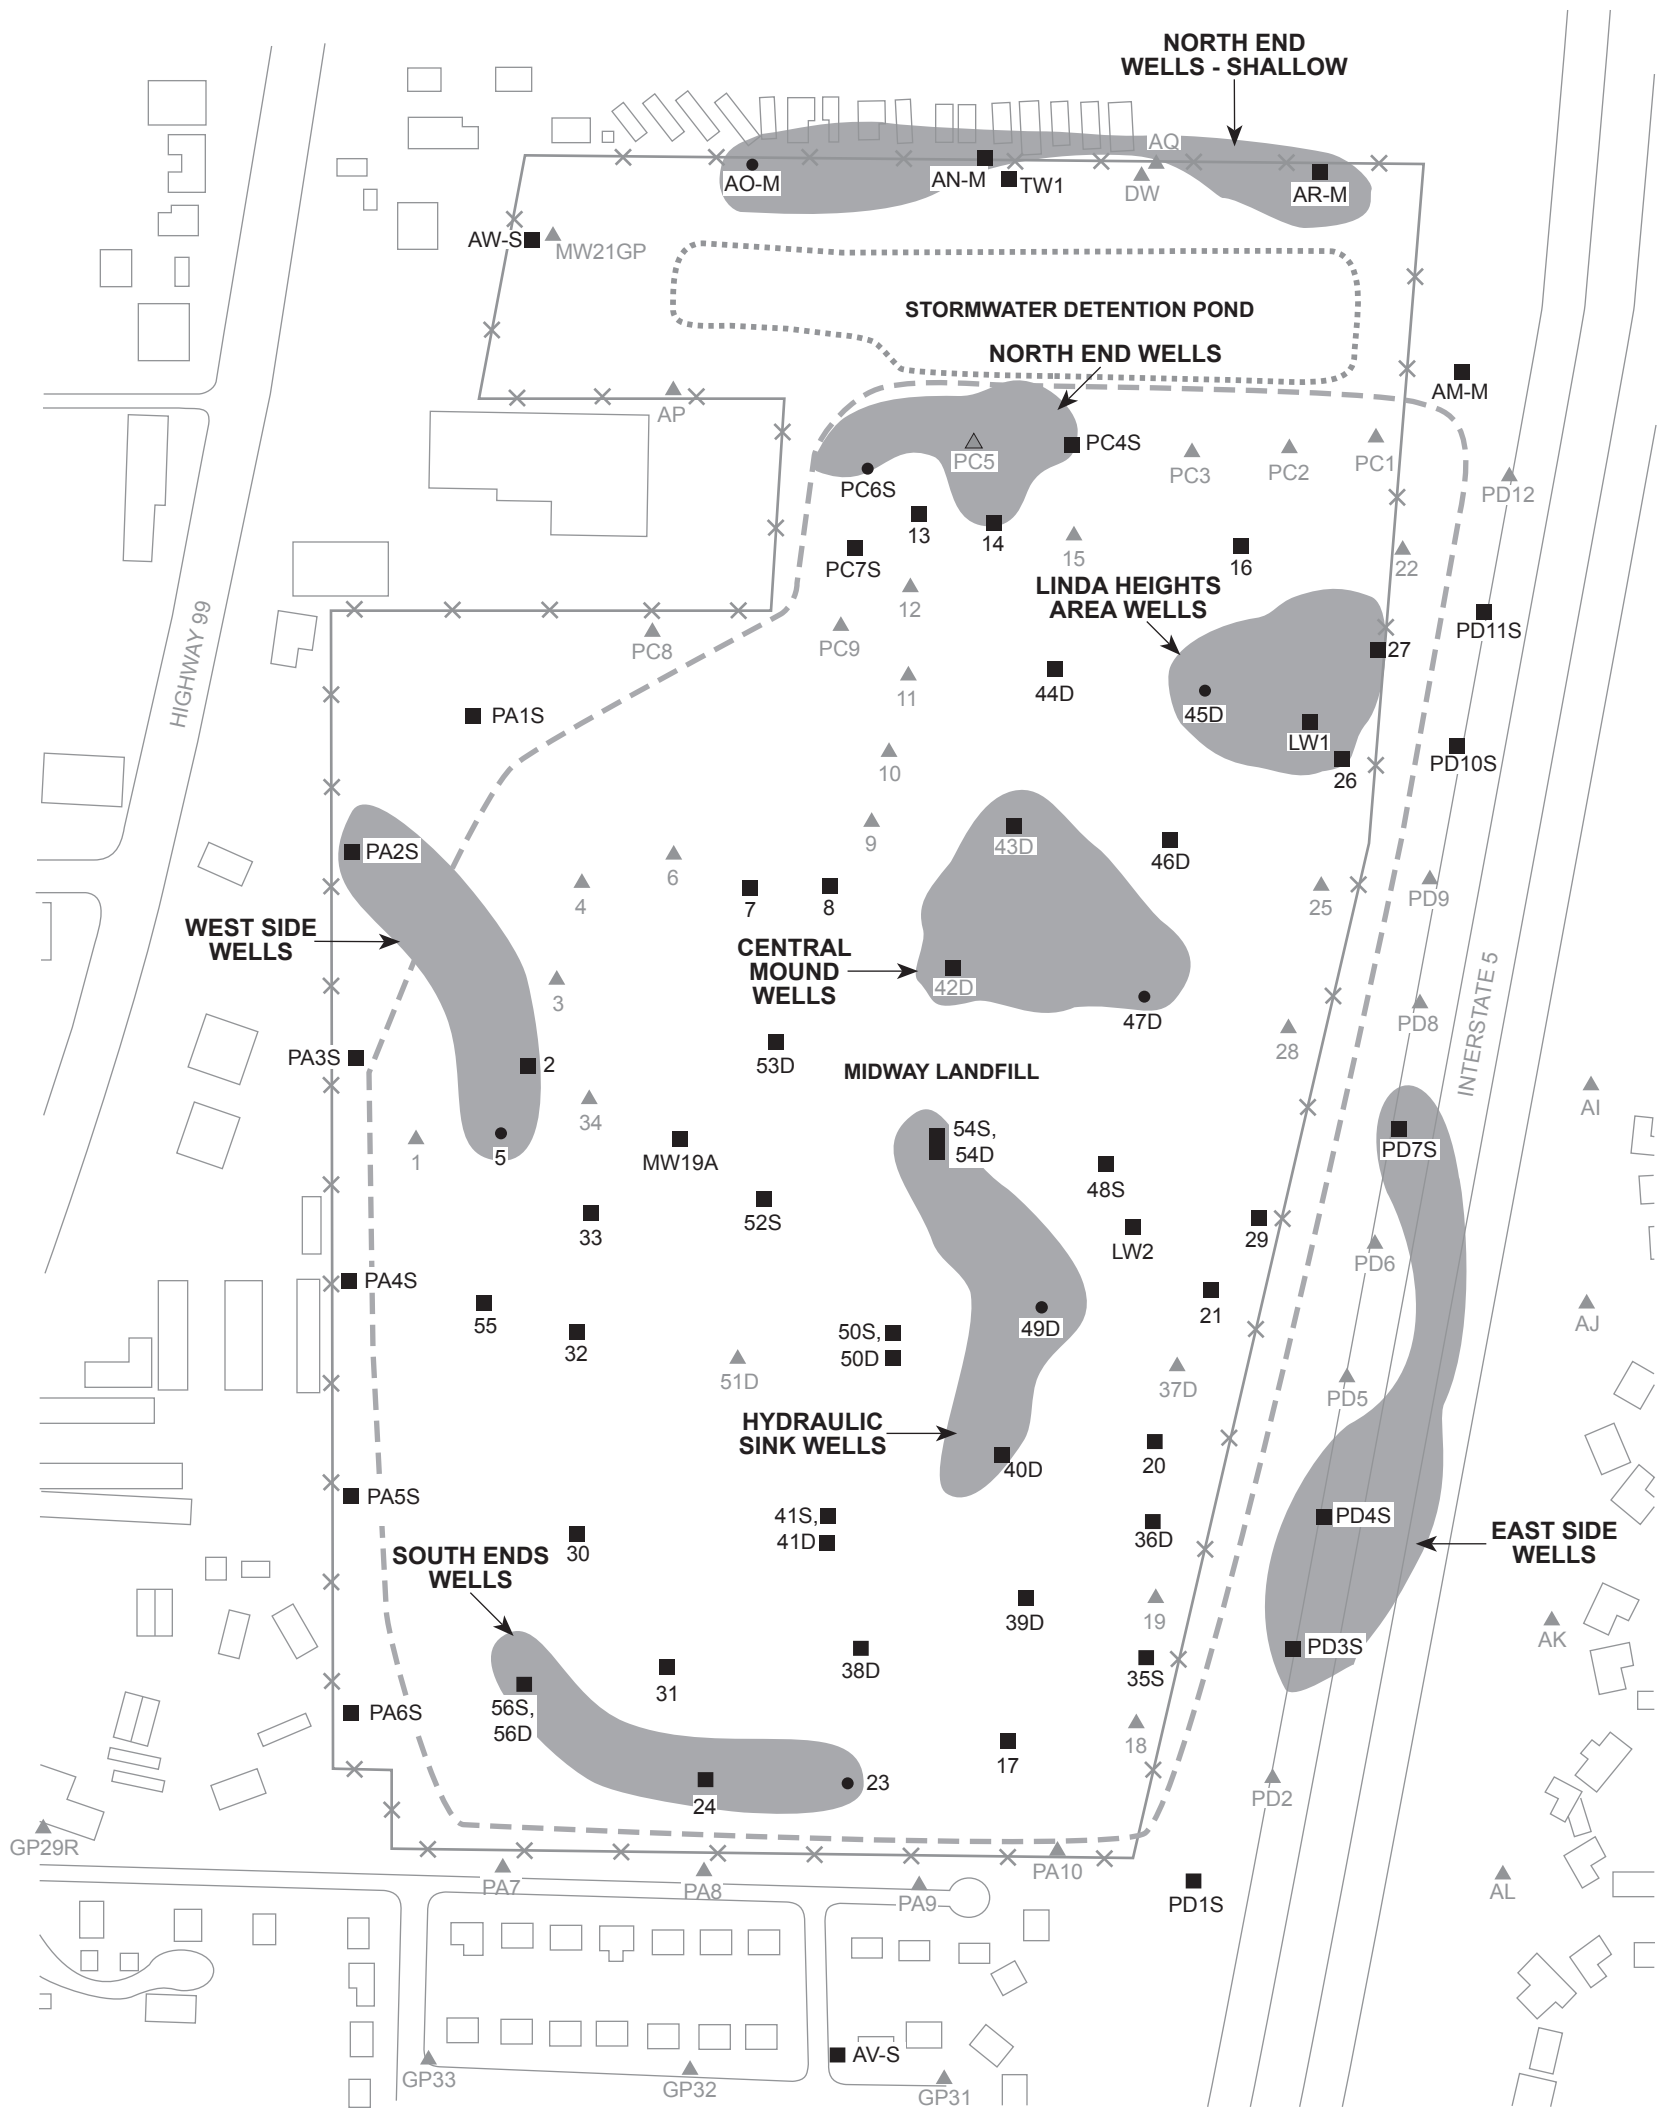 NORTH END
WELLS - SHALLOW
AQ
AO-M
AN-M
TW1
DW
AR-M
AW-S
MW21GP
STORMWATER DETENTION POND
NORTH END WELLS
AM-M
AP
PC5
PC4S
PC3
PC2
PC1
PC6S
PD12
13
14
PC7S
15
16
22
LINDA HEIGHTS
AREA WELLS
12
PC8
PC9
PD11S
27
HIGHWAY 99
11
44D
45D
PA1S
LW1
10
PD10S
26
9
43D
46D
PA2S
6
4
7
8
25
PD9
WEST SIDE
WELLS
CENTRAL
MOUND
WELLS
42D
3
47D
PD8
INTERSTATE 5
28
PA3S
2
53D
MIDWAY LANDFILL
AI
34
1
5
MW19A
54S,
54D
PD7S
48S
33
52S
LW2
29
PD6
PA4S
55
32
50S,
50D
49D
21
AJ
51D
37D
PD5
HYDRAULIC
SINK WELLS
40D
20
PA5S
41S,
41D
PD4S
30
36D
EAST SIDE
WELLS
SOUTH ENDS
WELLS
39D
19
AK
PD3S
38D
35S
31
56S,
56D
PA6S
17
18
24
23
PD2
GP29R
PA7
PA8
PA9
PA10
AL
PD1S
AV-S
GP33
GP32
GP31